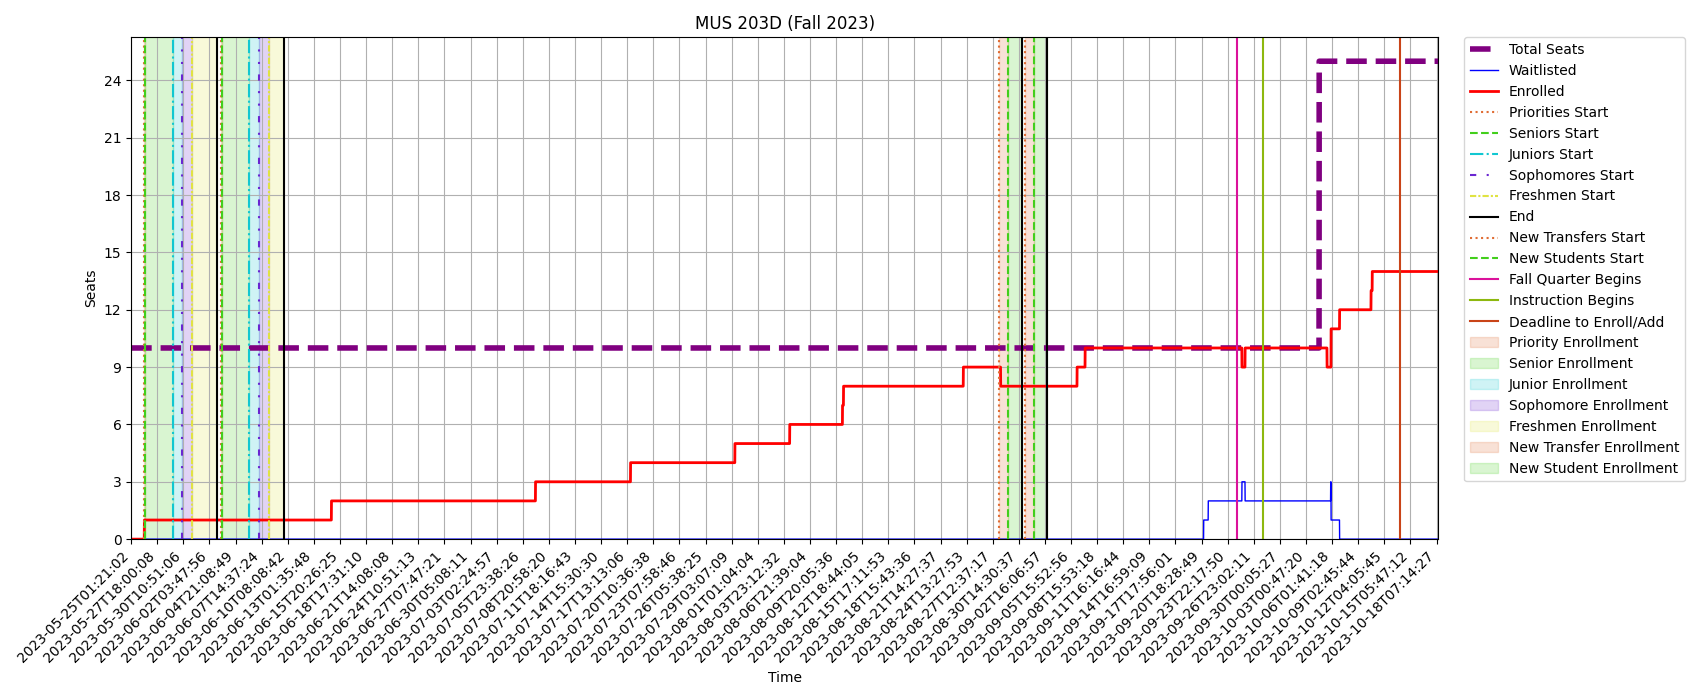 MUS 203D (Fall 2023)
Seats
24
21
18
15
12
9
6
3
0
2023-05-25T01:21:02
2023-05-27T18:00:08
2023-05-30T10:51:06
2023-06-02T03:47:56
2023-06-04T21:08:49
2023-06-07T14:37:24
2023-06-10T08:08:42
2023-06-13T01:35:48
2023-06-15T20:26:25
2023-06-18T17:31:10
2023-06-21T14:08:08
2023-06-24T10:51:13
2023-06-27T07:47:21
2023-06-30T05:08:11
2023-07-03T02:24:57
2023-07-05T23:38:26
2023-07-08T20:58:20
2023-07-11T18:16:43
2023-07-14T15:30:30
2023-07-17T13:13:06
2023-07-20T10:36:38
2023-07-23T07:58:46
2023-07-26T05:38:25
2023-07-29T03:07:09
2023-08-01T01:04:04
2023-08-03T23:12:32
2023-08-06T21:39:04
2023-08-09T20:05:36
2023-08-12T18:44:05
2023-08-15T17:11:53
2023-08-18T15:43:36
2023-08-21T14:27:37
2023-08-24T13:27:53
2023-08-27T12:37:17
2023-08-30T14:30:37
2023-09-02T16:06:57
2023-09-05T15:52:56
2023-09-08T15:53:18
2023-09-11T16:16:44
2023-09-14T16:59:09
2023-09-17T17:56:01
2023-09-20T18:28:49
2023-09-23T22:17:50
2023-09-26T23:02:11
2023-09-30T00:05:27
2023-10-03T00:47:20
2023-10-06T01:41:18
2023-10-09T02:45:44
2023-10-12T04:05:45
2023-10-15T05:47:12
2023-10-18T07:14:27
Time
Total Seats
Waitlisted
Enrolled
Priorities Start
Seniors Start
Juniors Start
Sophomores Start
Freshmen Start
End
New Transfers Start
New Students Start
Fall Quarter Begins
Instruction Begins
Deadline to Enroll/Add
Priority Enrollment
Senior Enrollment
Junior Enrollment
Sophomore Enrollment
Freshmen Enrollment
New Transfer Enrollment
New Student Enrollment